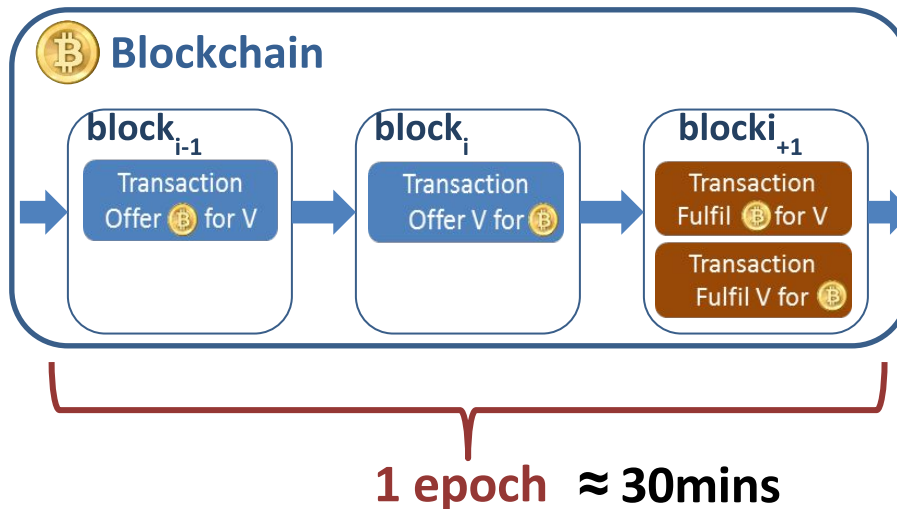 Blockchain
block i-1
block i
blocki +1
Transaction
Offer ₿ for V
Transaction
Offer V for ₿
Transaction
Fulfil ₿ for V
Transaction
Fulfil V for ₿
1 epoch ≈ 30mins